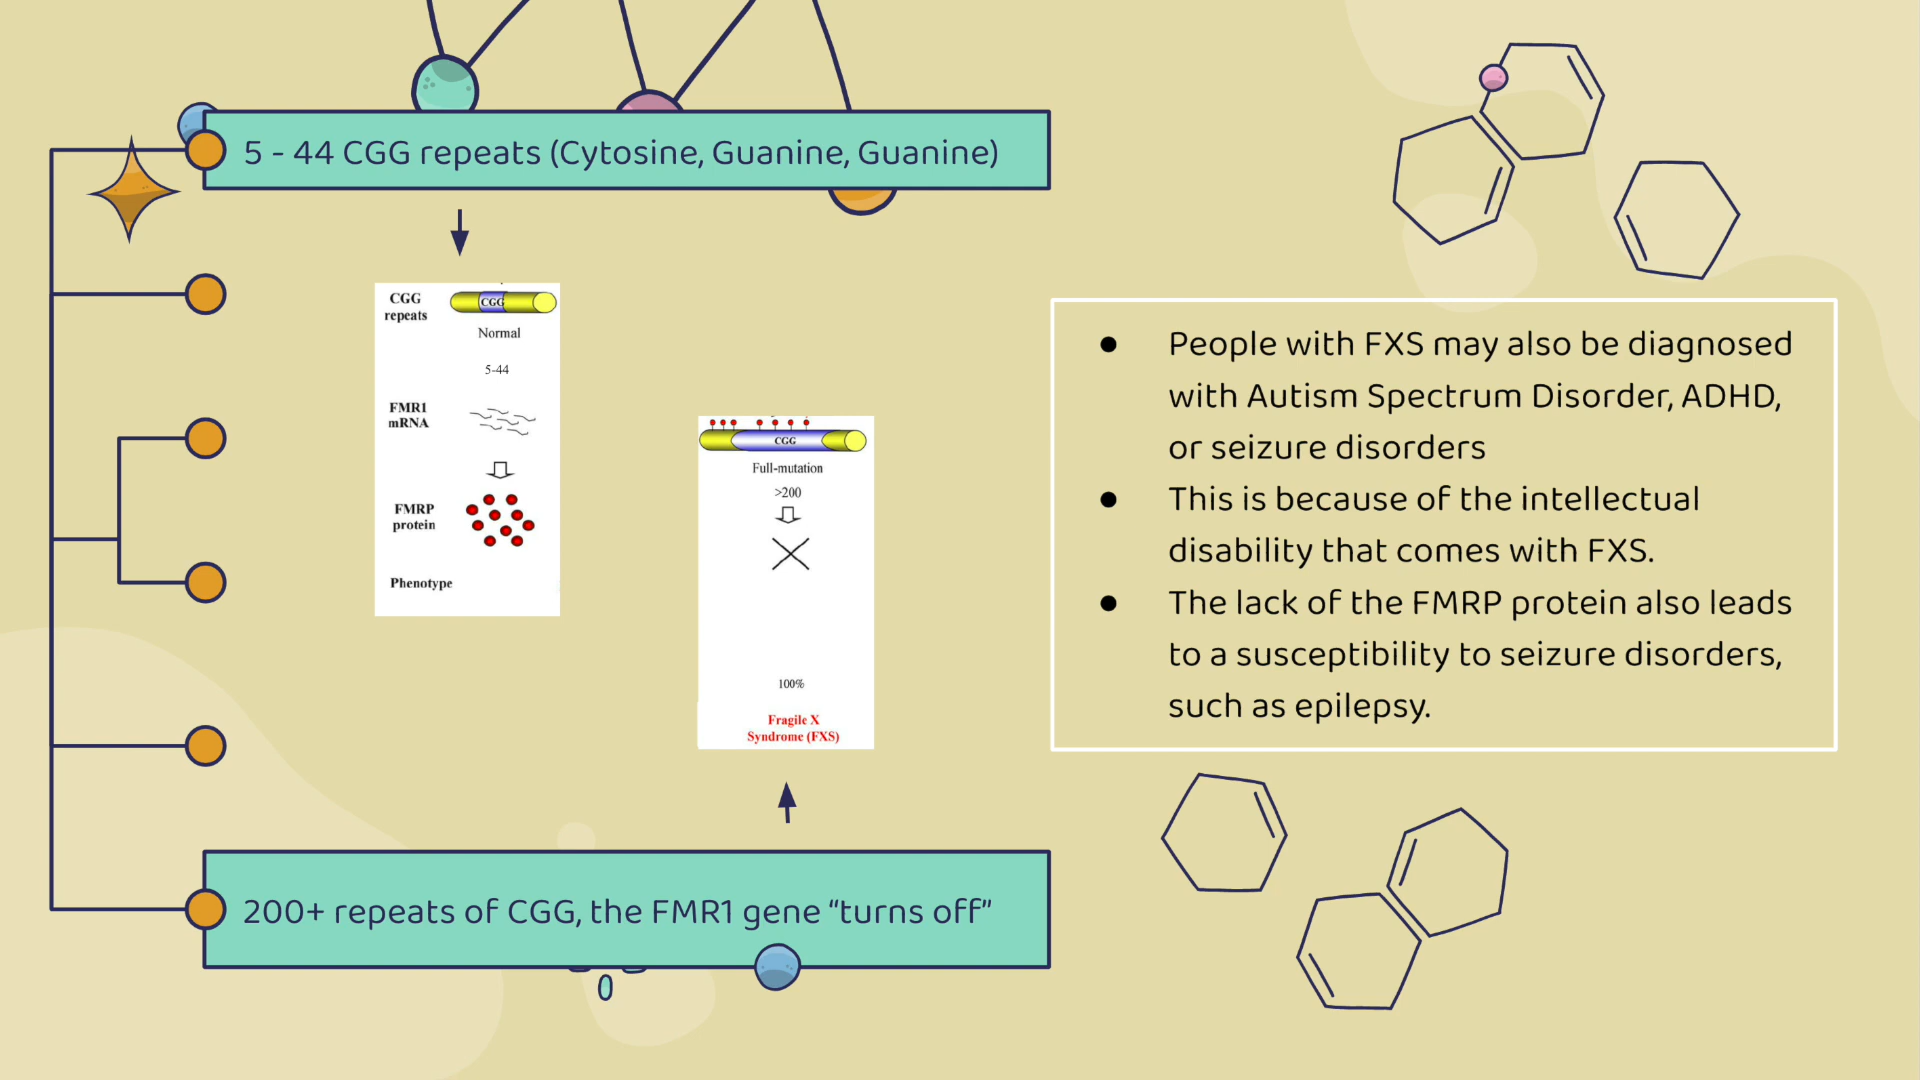 5 - 44 CGG repeats (Cytosine, Guanine, Guanine)
CGG
repeats
CGG
Normal
5-44
FMR1
mRNA
FMRP
protein
Phenotype
CGG
Full-mutation
>200
100%
Fragile X
Syndrome (FXS)
200+ repeats of CGG, the FMR1 gene “turns off”
● People with FXS may also be diagnosed
with Autism Spectrum Disorder, ADHD,
or seizure disorders
● This is because of the intellectual
disability that comes with FXS.
● The lack of the FMRP protein also leads
to a susceptibility to seizure disorders,
such as epilepsy.